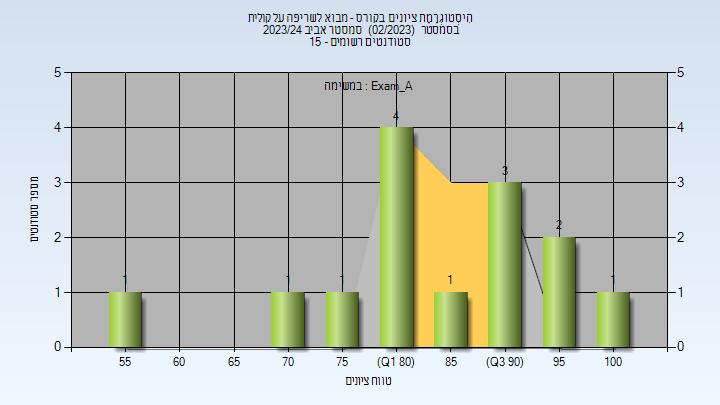 היסטוגרמת ציונים בקורס - מבוא לשריפה על קולית
בסמסטר (02/2023) סמסטר אביב 2023/24
סטודנטים רשומים - 15
במשימה : Exam_A
5 5
4 4
3 3
2 2
1 1
0 0
מספר סטודנטים
1 1 1 4 1 3 2 1
55 60 65 70 75 (Q1 80) 85 (Q3 90) 95 100
טווח ציונים